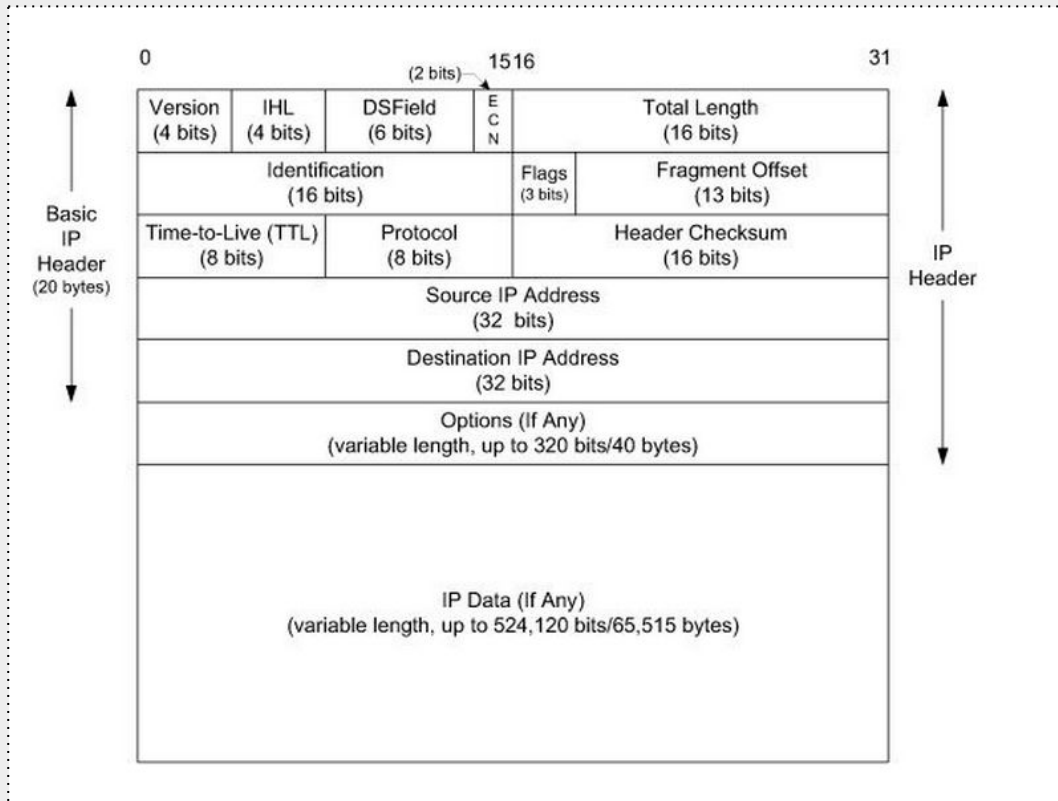 0
(2 bits)
1516
31
Version
(4 bits)
IHL
(4 bits)
DSField
(6 bits)
E
C
N
Total Length
(16 bits)
Identification
(16 bits)
Flags
(3 bits)
Fragment Offset
(13 bits)
Basic
IP
Header
(20 bytes)
Time-to-Live (TTL)
(8 bits)
Protocol
(8 bits)
Header Checksum
(16 bits)
IP
Header
Source IP Address
(32 bits)
Destination IP Address
(32 bits)
Options (If Any)
(variable length, up to 320 bits/40 bytes)
IP Data (If Any)
(variable length, up to 524,120 bits/65,515 bytes)